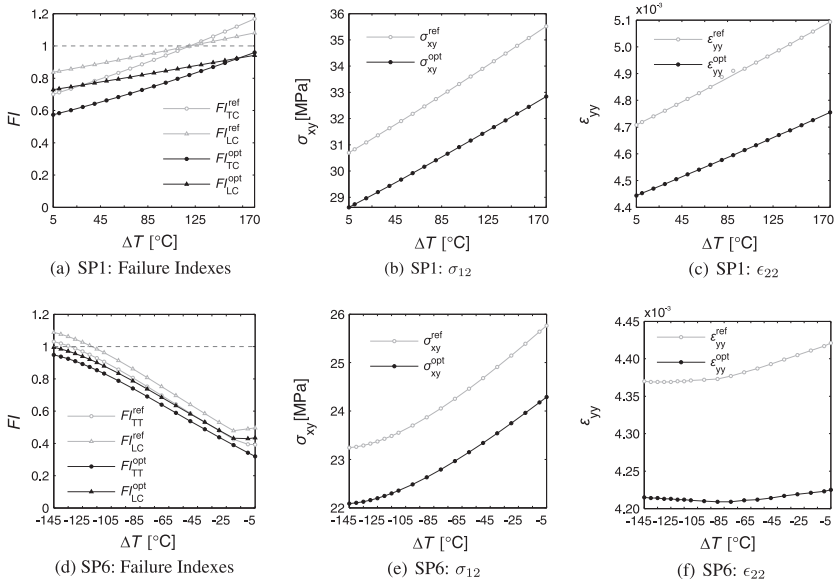 1.2
1
0.8
0.6
0.4
0.2
0
FI
FI_TC^ref
FI_LC^ref
FI_TC^opt
FI_LC^opt
5 45 85 125 170
ΔT [°C]
(a) SP1: Failure Indexes
36
35
34
33
32
31
30
29
28
σ_xy [MPa]
σ_xy^ref
σ_xy^opt
5 45 85 125 170
ΔT [°C]
(b) SP1: σ_12
x10^-3
5.1
5.0
4.9
4.8
4.7
4.6
4.5
4.4
ε_yy
ε_yy^ref
ε_yy^opt
5 45 85 125 170
ΔT [°C]
(c) SP1: ϵ_22
1.2
1
0.8
0.6
0.4
0.2
0
FI
FI_TT^ref
FI_LC^ref
FI_TT^opt
FI_LC^opt
-145 -125 -105 -85 -65 -45 -25 -5
ΔT [°C]
(d) SP6: Failure Indexes
26
25
24
23
22
σ_xy [MPa]
σ_xy^ref
σ_xy^opt
-145 -125 -105 -85 -65 -45 -25 -5
ΔT [°C]
(e) SP6: σ_12
x10^-3
4.45
4.40
4.35
4.30
4.25
4.20
ε_yy
ε_yy^ref
ε_yy^opt
-145 -125 -105 -85 -65 -45 -25 -5
ΔT [°C]
(f) SP6: ϵ_22